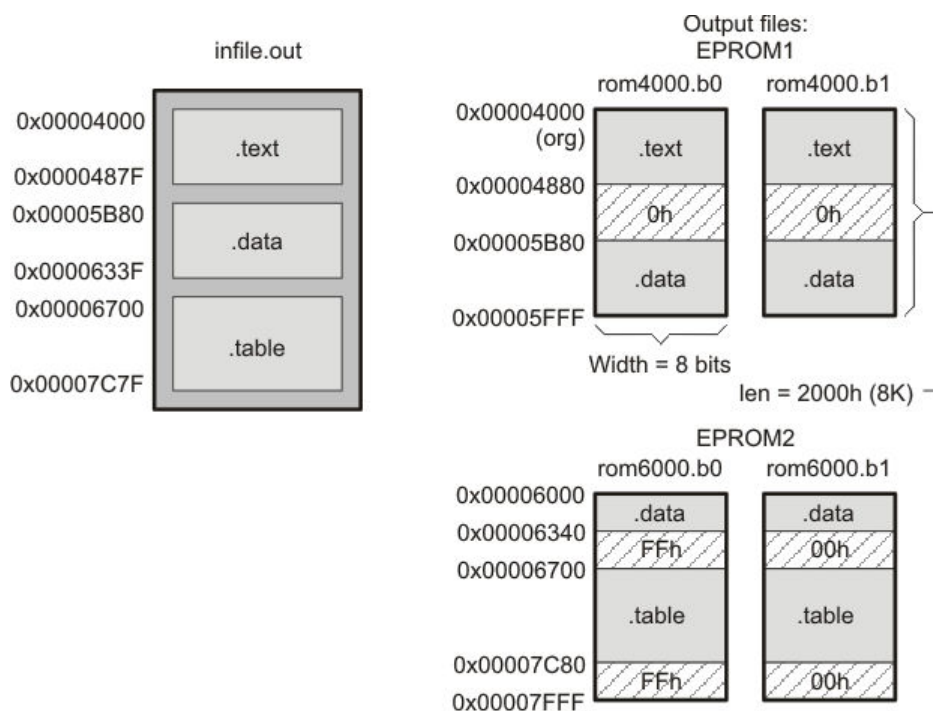 infile.out
0x00004000
.text
0x0000487F
0x00005B80
.data
0x0000633F
0x00006700
.table
0x00007C7F
Output files:
EPROM1
rom4000.b0 rom4000.b1
0x00004000
(org)
.text .text
0x00004880
0h 0h
0x00005B80
.data .data
0x00005FFF
Width = 8 bits
len = 2000h (8K)
EPROM2
rom6000.b0 rom6000.b1
0x00006000
.data .data
0x00006340
FFh 00h
0x00006700
.table .table
0x00007C80
FFh 00h
0x00007FFF